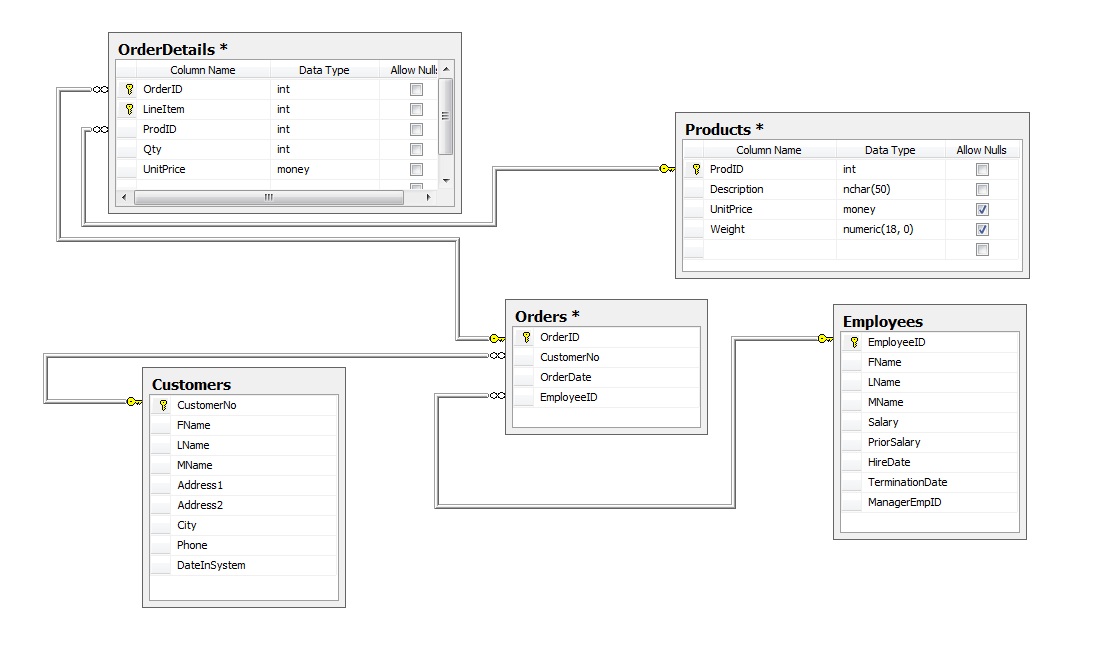 OrderDetails *
Column Name Data Type Allow Nulls
OrderID int
LineItem int
ProdID int
Qty int
UnitPrice money
Products *
Column Name Data Type Allow Nulls
ProdID int
Description nchar(50)
UnitPrice money
Weight numeric(18, 0)
Orders *
OrderID
CustomerNo
OrderDate
EmployeeID
Employees
EmployeeID
FName
LName
MName
Salary
PriorSalary
HireDate
TerminationDate
ManagerEmpID
Customers
CustomerNo
FName
LName
MName
Address1
Address2
City
Phone
DateInSystem